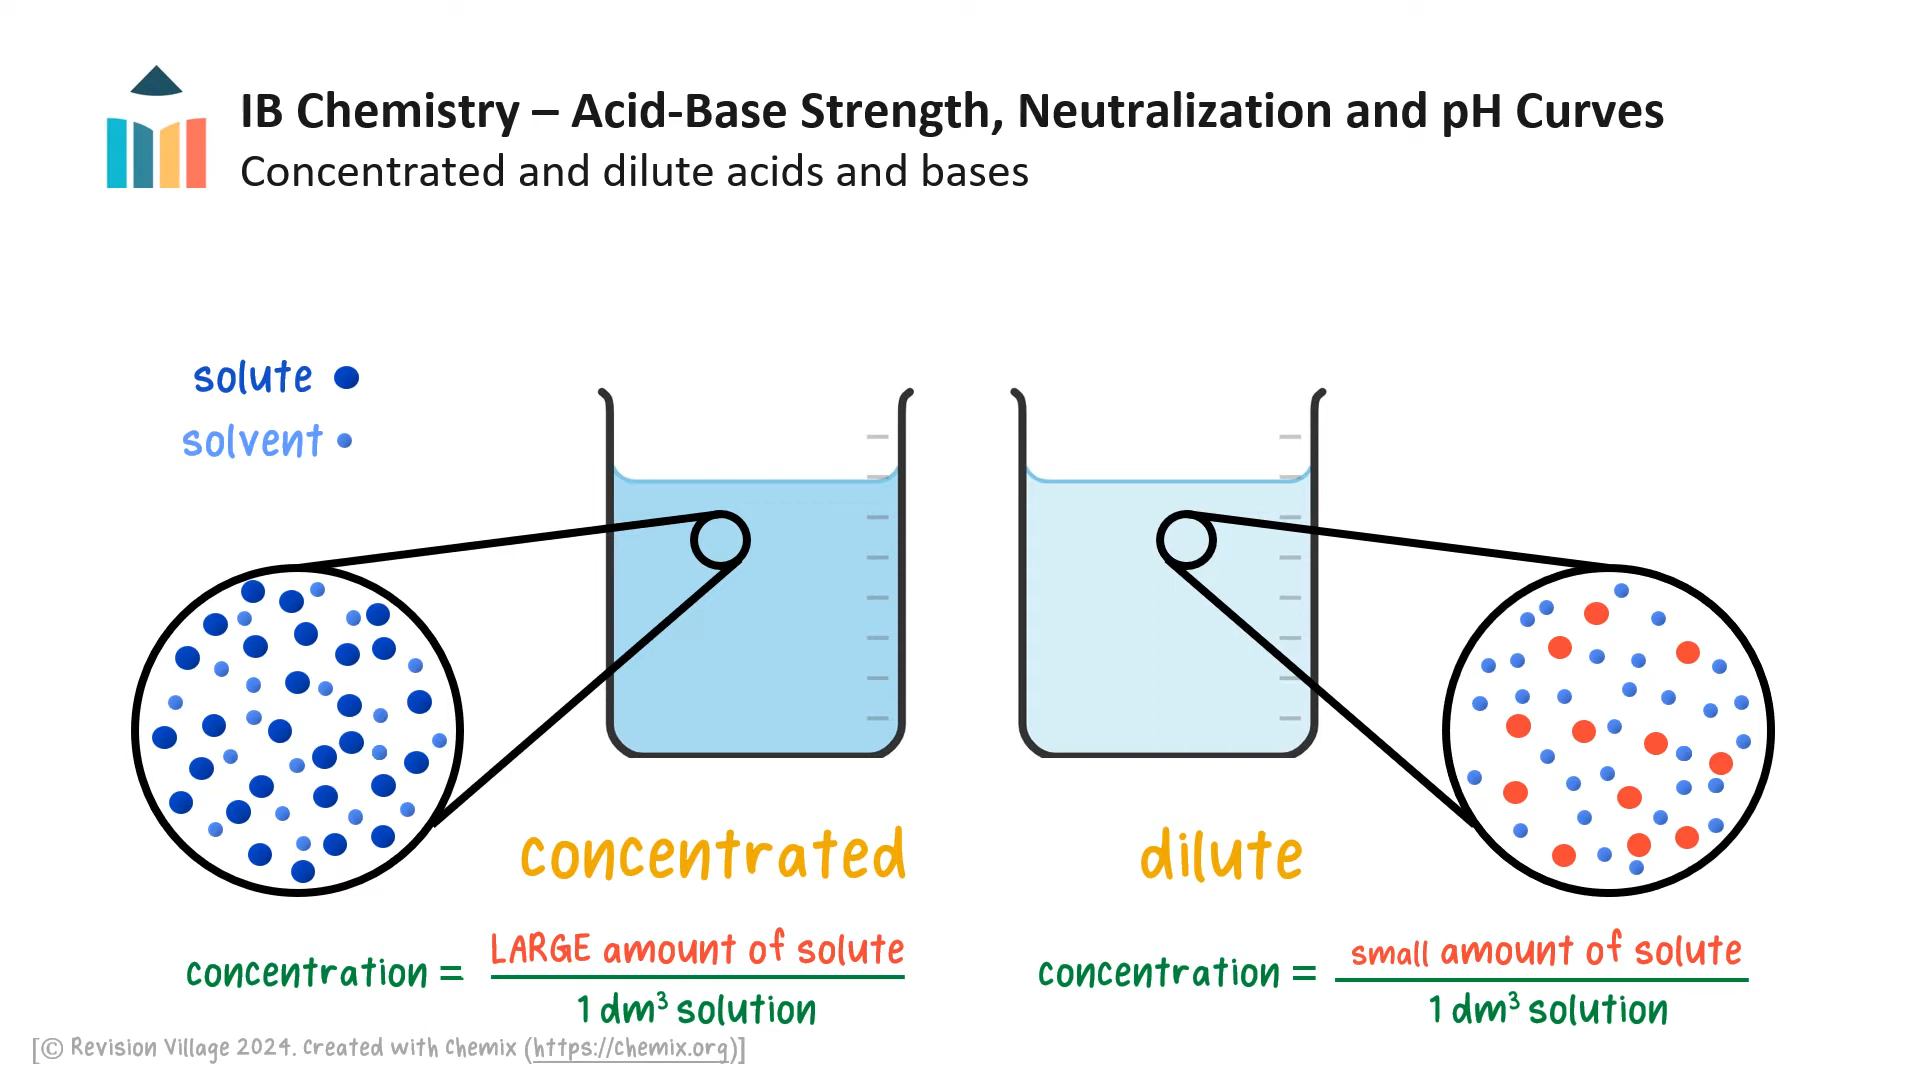 IB Chemistry – Acid-Base Strength, Neutralization and pH Curves
Concentrated and dilute acids and bases
solute
solvent
concentrated
dilute
concentration = LARGE amount of solute
1 dm³ solution
concentration = small amount of solute
1 dm³ solution
[© Revision Village 2024. Created with Chemix (https://chemix.org)]